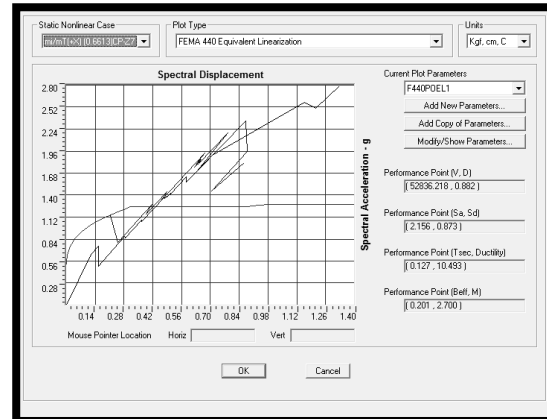 Static Nonlinear Case
Plot Type
Units
FEMA 440 Equivalent Linearization
Kgf, cm, C
Spectral Displacement
Current Plot Parameters
F440POEL1
Add New Parameters...
Add Copy of Parameters...
Modify/Show Parameters...
2.80
2.52
2.24
1.96
1.68
1.40
1.12
0.84
0.56
0.28
Spectral Acceleration - g
0.14 0.28 0.42 0.56 0.70 0.84 0.98 1.12 1.26 1.40
Performance Point (V, D)
( 52836.218 , 0.882 )
Performance Point (Sa, Sd)
( 2.156 , 0.873 )
Performance Point (Tsec, Ductility)
( 0.127 , 10.493 )
Performance Point (Beff, M)
( 0.201 , 2.700 )
Mouse Pointer Location Horiz Vert
OK Cancel